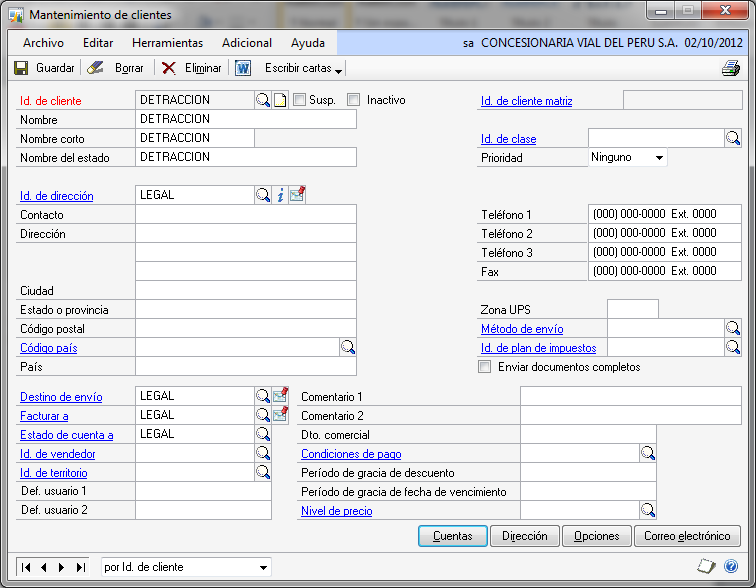 Mantenimiento de clientes
Archivo Editar Herramientas Adicional Ayuda sa CONCESIONARIA VIAL DEL PERU S.A. 02/10/2012
Guardar Borrar Eliminar Escribir cartas
Id. de cliente DETRACCION Susp. Inactivo Id. de cliente matriz
Nombre DETRACCION
Nombre corto DETRACCION Id. de clase
Nombre del estado DETRACCION Prioridad Ninguno
Id. de dirección LEGAL
Contacto Teléfono 1 (000) 000-0000 Ext. 0000
Dirección Teléfono 2 (000) 000-0000 Ext. 0000
Teléfono 3 (000) 000-0000 Ext. 0000
Fax (000) 000-0000 Ext. 0000
Ciudad
Estado o provincia Zona UPS
Código postal Método de envío
Código país Id. de plan de impuestos
País Enviar documentos completos
Destino de envío LEGAL Comentario 1
Facturar a LEGAL Comentario 2
Estado de cuenta a LEGAL Dto. comercial
Id. de vendedor Condiciones de pago
Id. de territorio Período de gracia de descuento
Def. usuario 1 Período de gracia de fecha de vencimiento
Def. usuario 2 Nivel de precio
Cuentas Dirección Opciones Correo electrónico
por Id. de cliente